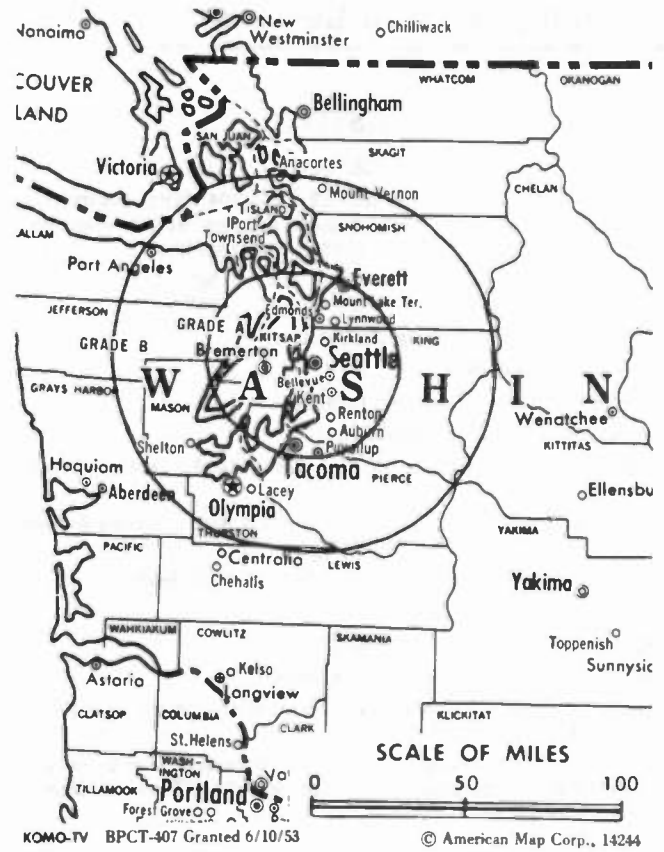 Nanaimo
New
Westminster
Chilliwack
COUVER
LAND
WHATCOM
OKANOGAN
Bellingham
SAN JUAN
SKAGIT
Victoria
Anacortes
Mount Vernon
CHELAN
ISLAND
Port
Townsend
SNOHOMISH
ALLAM
Port Angeles
Everett
JEFFERSON
Edmonds
Mount Lake Ter.
Lynnwood
GRADE A
KITSAP
KING
GRADE B
Bremerton
Kirkland
Seattle
Bellevue
W A S H I N
GRAYS HARBOR
MASON
Kent
Renton
Wenatchee
Auburn
KITTITAS
Shelton
Puyallup
Tacoma
Hoquiam
Aberdeen
PIERCE
Lacey
Olympia
Ellensbu
THURSTON
YAKIMA
PACIFIC
Centralia
LEWIS
Chehalis
Yakima
WAHKIAKUM
COWLITZ
SKAMANIA
Toppenish
Sunnysid
Astoria
Kelso
Longview
CLATSOP
COLUMBIA
CLARK
KLICKITAT
St. Helens
SCALE OF MILES
WASH-
INGTON
Va
0 50 100
TILLAMOOK
Portland
Forest Grove
KOMO-TV BPCT-407 Granted 6/10/53
© American Map Corp., 14244